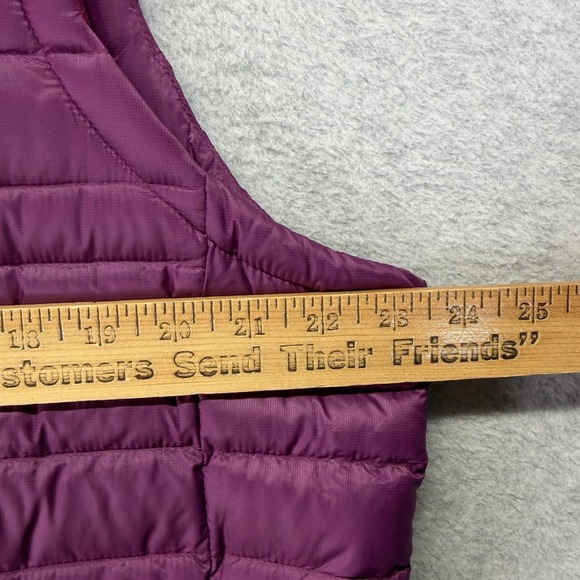 18 19 20 21 22 23 24 25
stomers Send Their Friends”